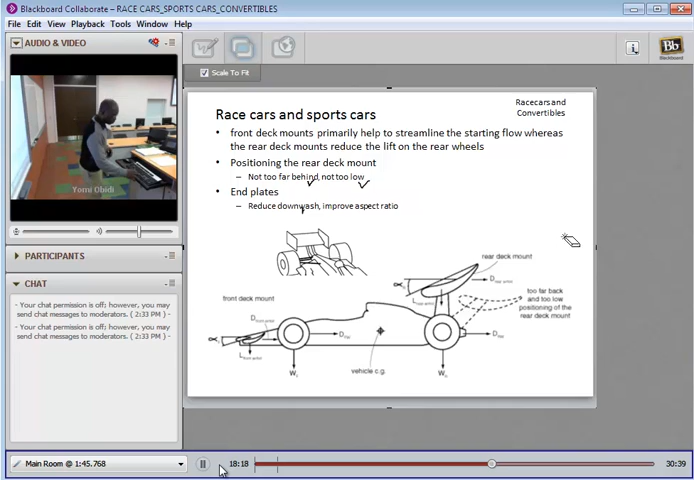 Blackboard Collaborate – RACE CARS_SPORTS CARS_CONVERTIBLES
File Edit View Playback Tools Window Help
AUDIO & VIDEO
Bb
Blackboard
Scale To Fit
Yomi Obidi
PARTICIPANTS
CHAT
- Your chat permission is off; however, you may
send chat messages to moderators. ( 2:33 PM ) -
- Your chat permission is off; however, you may
send chat messages to moderators. ( 2:33 PM ) -
Racecars and
Convertibles
Race cars and sports cars
• front deck mounts primarily help to streamline the starting flow whereas
the rear deck mounts reduce the lift on the rear wheels
• Positioning the rear deck mount
– Not too far behind, not too low
• End plates
– Reduce downwash, improve aspect ratio
rear deck mount
too far back
and too low
positioning of the
rear deck mount
front deck mount
vehicle c.g.
Main Room @ 1:45.768
18:18
30:39